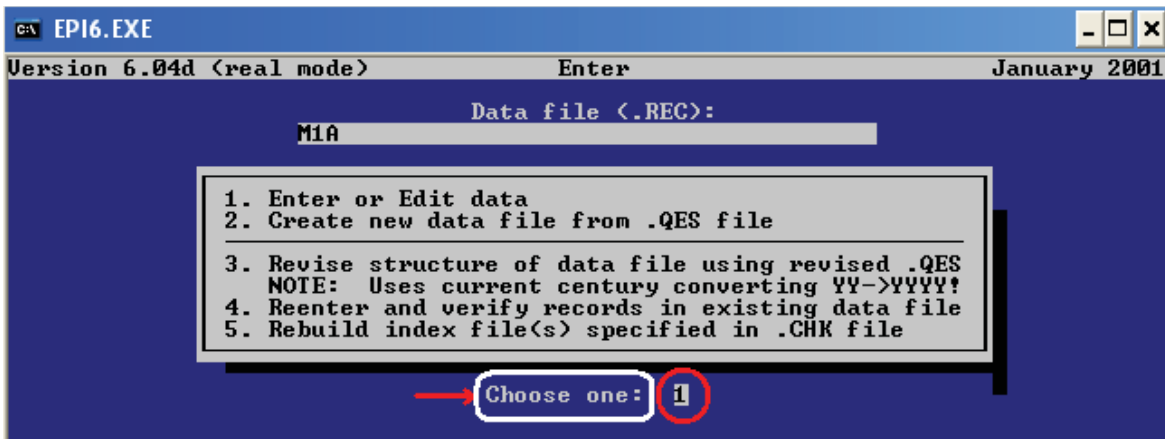 EPI6.EXE
Version 6.04d (real mode) Enter January 2001
Data file (.REC):
M1A
1. Enter or Edit data
2. Create new data file from .QES file
3. Revise structure of data file using revised .QES
NOTE: Uses current century converting YY->YYYY!
4. Reenter and verify records in existing data file
5. Rebuild index file(s) specified in .CHK file
Choose one: 1